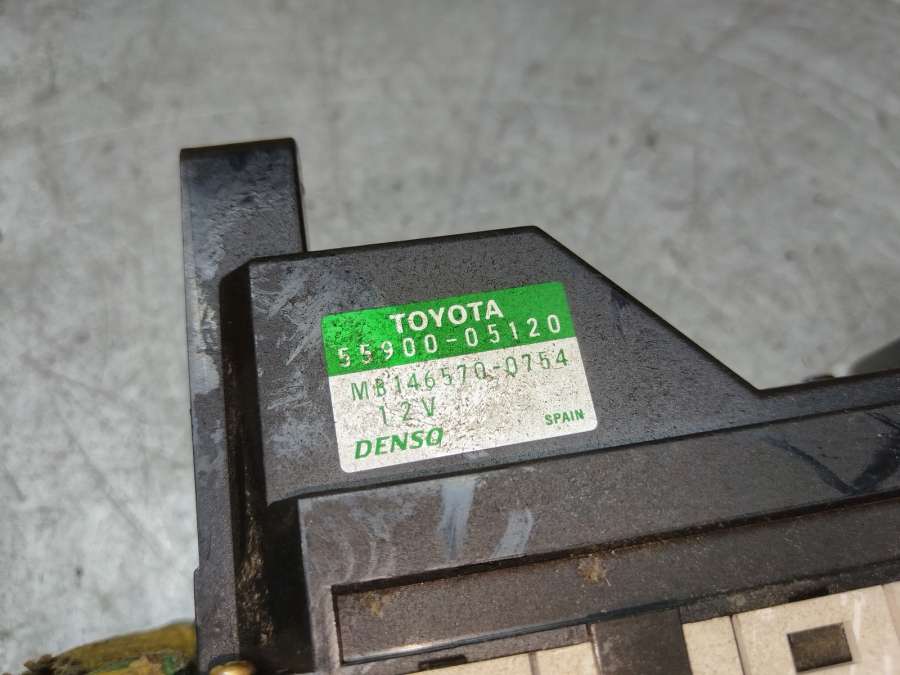 TOYOTA
55900-05120
MB146570-0754
12V
DENSO SPAIN